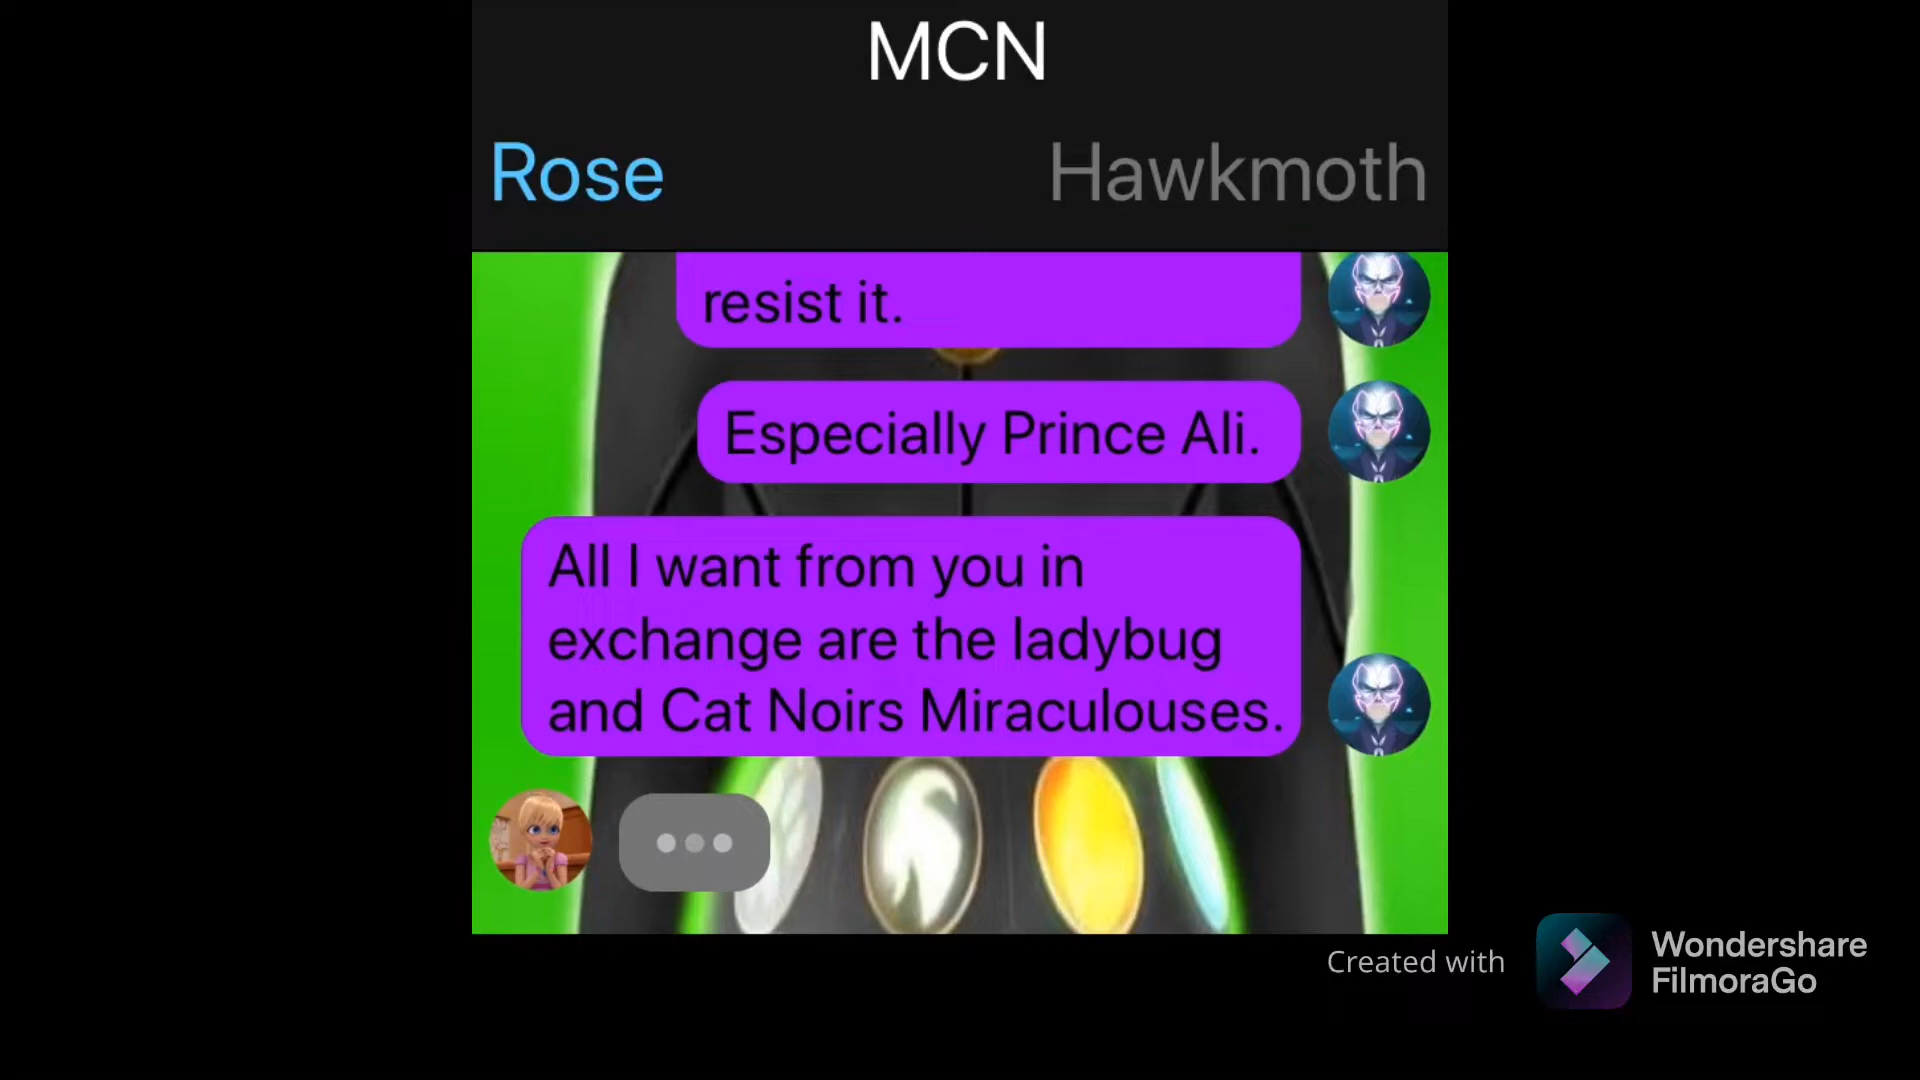 MCN
Rose
Hawkmoth
resist it.
Especially Prince Ali.
All I want from you in
exchange are the ladybug
and Cat Noirs Miraculouses.
Created with
Wondershare
FilmoraGo